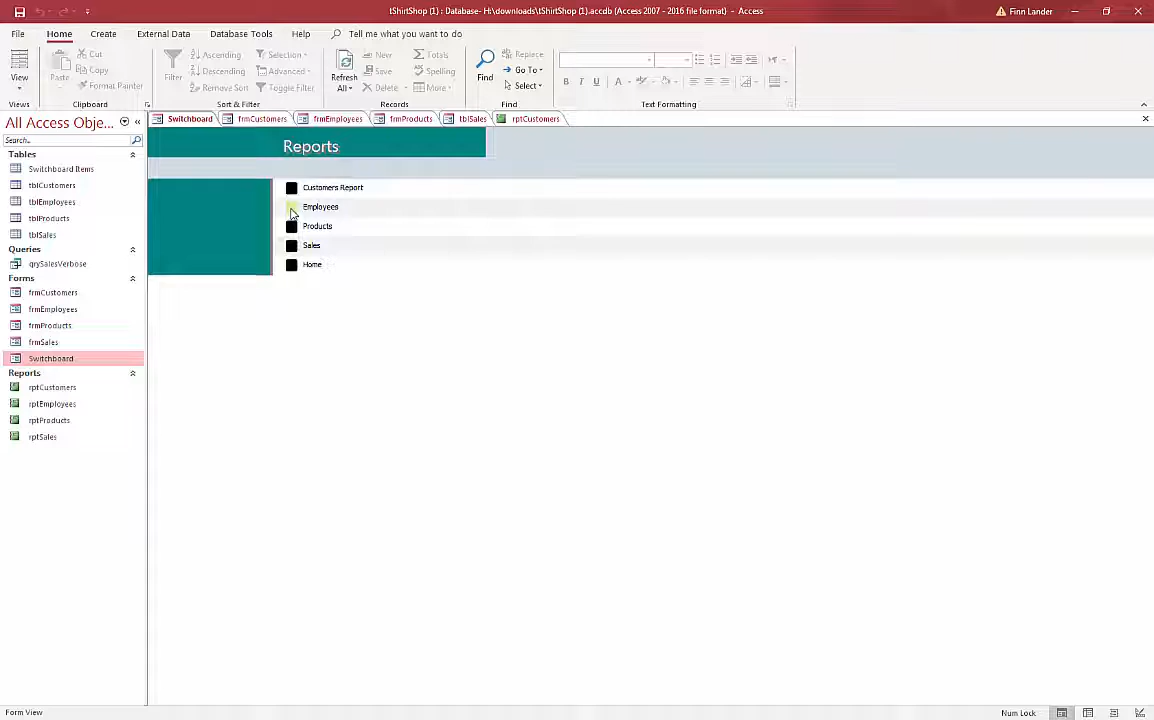 tShirtShop (1) : Database- H:\downloads\tShirtShop (1).accdb (Access 2007 - 2016 file format) - Access
Finn Lander
File Home Create External Data Database Tools Help Tell me what you want to do
View
Views
Paste
Cut
Copy
Format Painter
Clipboard
Filter
Ascending
Descending
Remove Sort
Selection
Advanced
Toggle Filter
Sort & Filter
Refresh
All
New
Save
Delete
Totals
Spelling
More
Records
Find
Replace
Go To
Select
Find
B I U A
Text Formatting
All Access Obje...
Search...
Tables
Switchboard Items
tblCustomers
tblEmployees
tblProducts
tblSales
Queries
qrySalesVerbose
Forms
frmCustomers
frmEmployees
frmProducts
frmSales
Switchboard
Reports
rptCustomers
rptEmployees
rptProducts
rptSales
Switchboard frmCustomers frmEmployees frmProducts tblSales rptCustomers
Reports
Customers Report
Employees
Products
Sales
Home
Form View
Num Lock